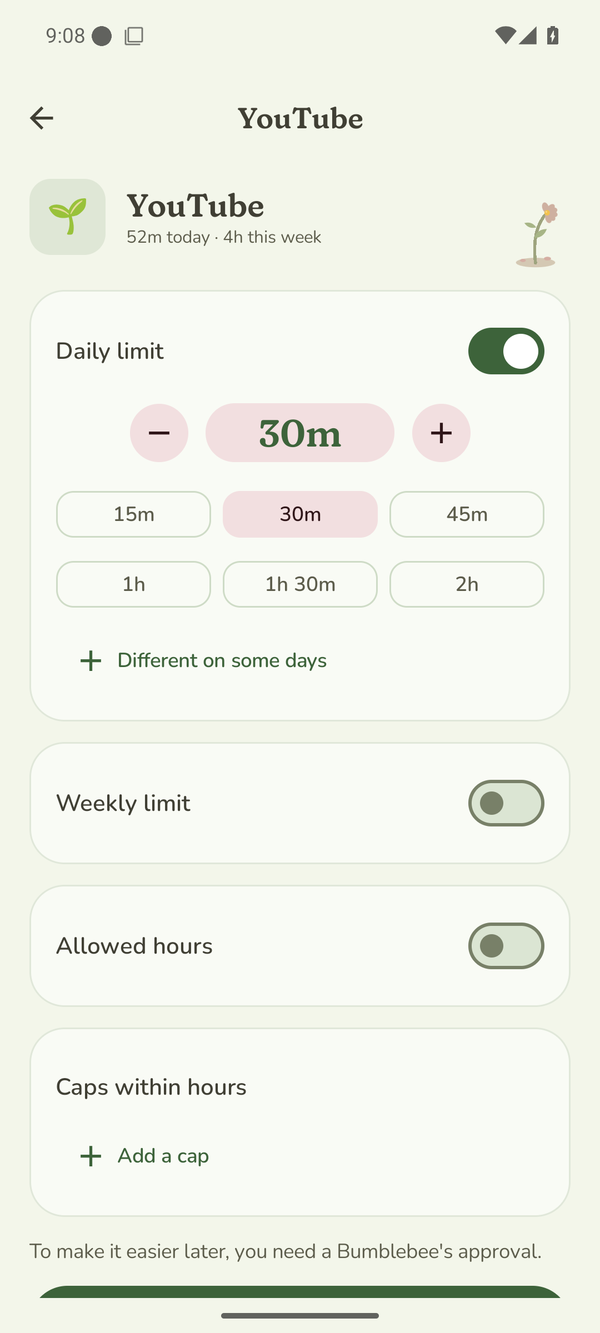 9:08
YouTube
YouTube
52m today · 4h this week
Daily limit
30m
15m
30m
45m
1h
1h 30m
2h
Different on some days
Weekly limit
Allowed hours
Caps within hours
Add a cap
To make it easier later, you need a Bumblebee's approval.